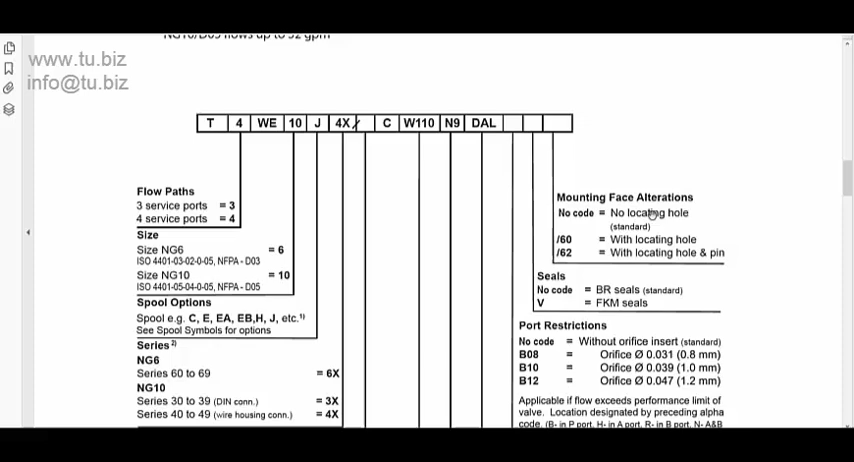 NG10/D05 flows up to 32 gpm
www.tu.biz
info@tu.biz
T 4 WE 10 J 4X / C W110 N9 DAL
Flow Paths
3 service ports = 3
4 service ports = 4
Size
Size NG6 = 6
ISO 4401-03-02-0-05, NFPA - D03
Size NG10 = 10
ISO 4401-05-04-0-05, NFPA - D05
Spool Options
Spool e.g. C, E, EA, EB,H, J, etc.¹⁾
See Spool Symbols for options
Series ²⁾
NG6
Series 60 to 69 = 6X
NG10
Series 30 to 39 (DIN conn.) = 3X
Series 40 to 49 (wire housing conn.) = 4X
Mounting Face Alterations
No code = No locating hole
(standard)
/60 = With locating hole
/62 = With locating hole & pin
Seals
No code = BR seals (standard)
V = FKM seals
Port Restrictions
No code = Without orifice insert (standard)
B08 = Orifice Ø 0.031 (0.8 mm)
B10 = Orifice Ø 0.039 (1.0 mm)
B12 = Orifice Ø 0.047 (1.2 mm)
Applicable if flow exceeds performance limit of
valve. Location designated by preceding alpha
code. (B- in P port, H- in A port, R- in B port, N- A&B